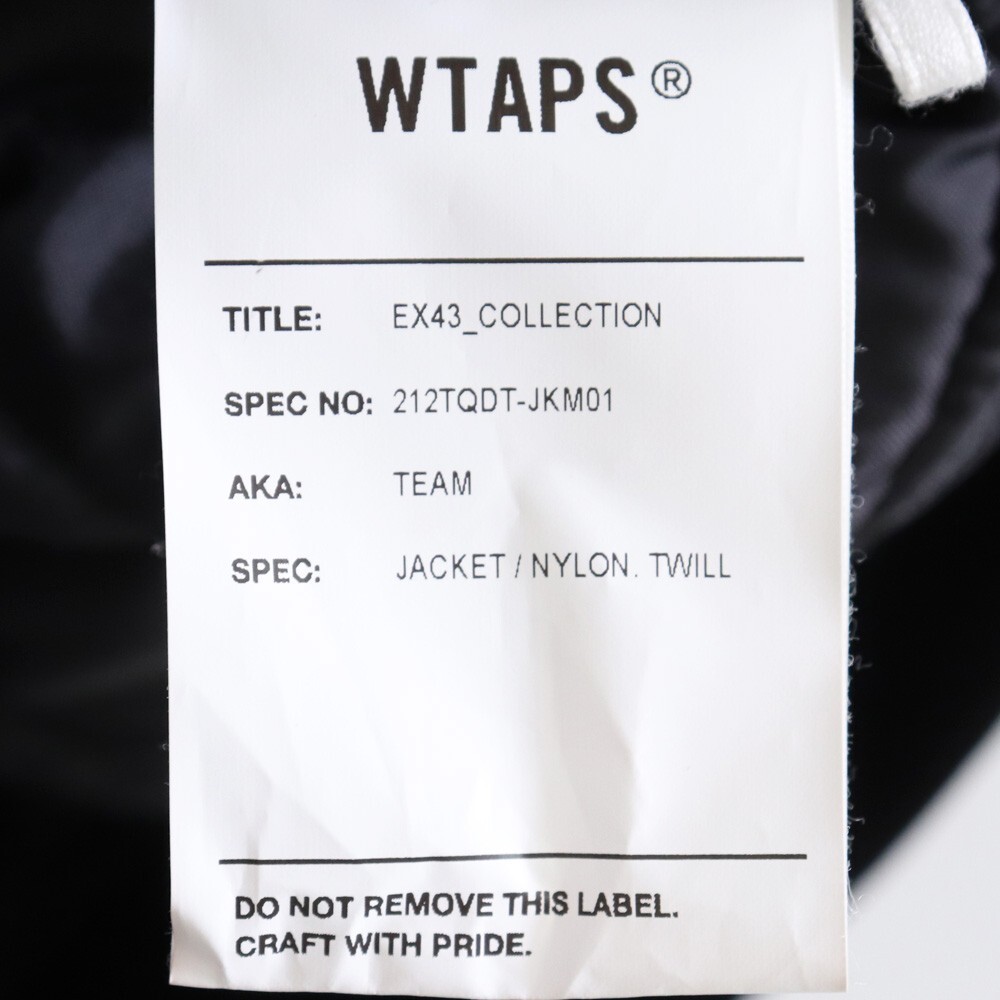 WTAPS®
TITLE: EX43_COLLECTION
SPEC NO: 212TQDT-JKM01
AKA: TEAM
SPEC: JACKET / NYLON. TWILL
DO NOT REMOVE THIS LABEL.
CRAFT WITH PRIDE.